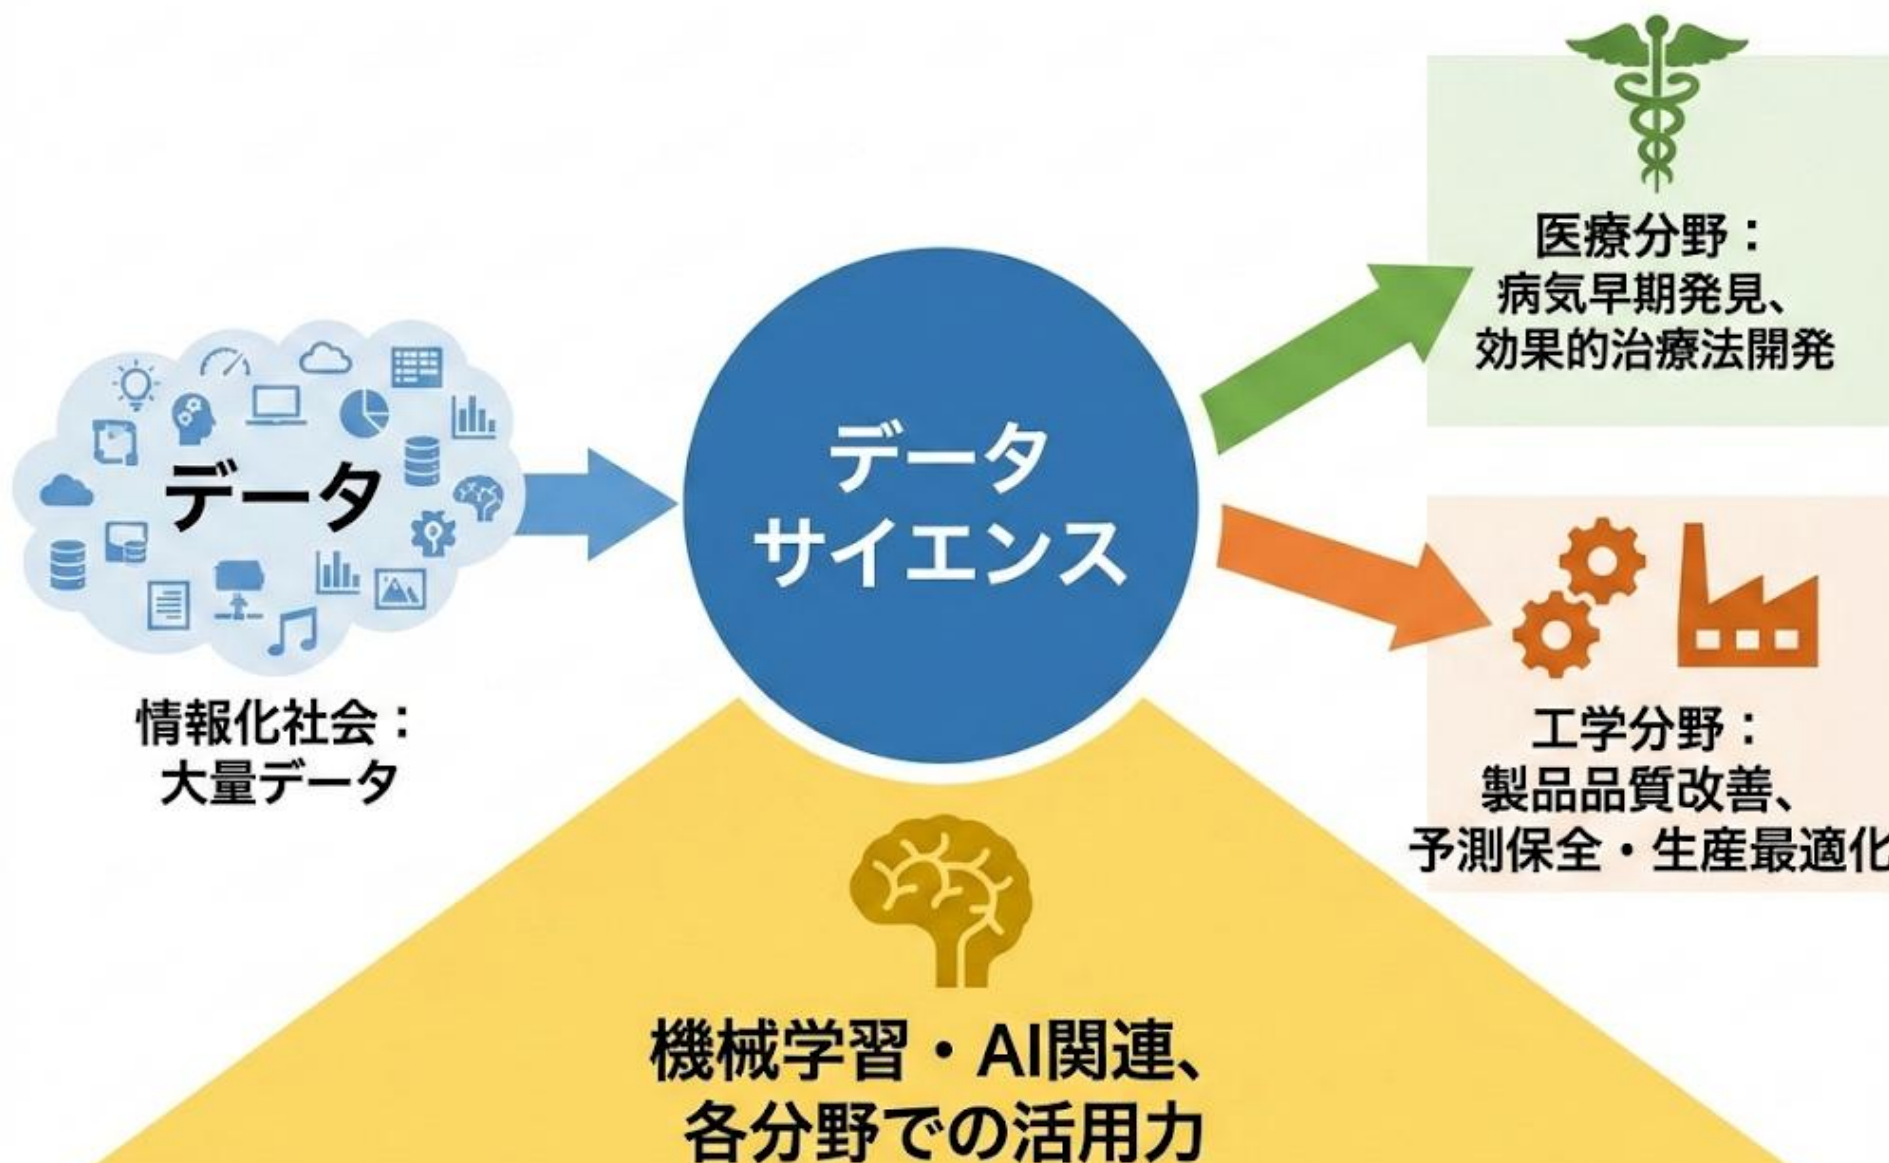 データ
情報化社会：
大量データ
データ
サイエンス
医療分野：
病気早期発見、
効果的治療法開発
工学分野：
製品品質改善、
予測保全・生産最適化
機械学習・AI関連、
各分野での活用力